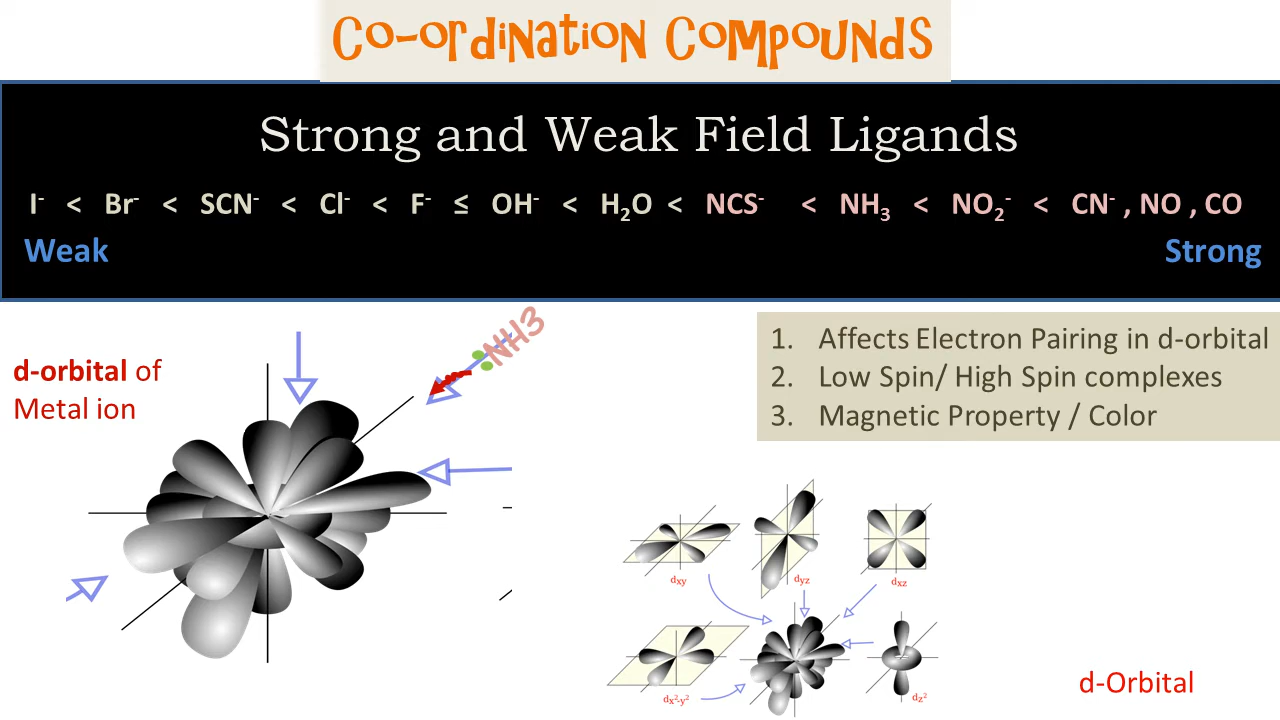 Co-ordination Compounds
Strong and Weak Field Ligands
I⁻ < Br⁻ < SCN⁻ < Cl⁻ < F⁻ ≤ OH⁻ < H₂O < NCS⁻ < NH₃ < NO₂⁻ < CN⁻ , NO , CO
Weak Strong
NH3
d-orbital of
Metal ion
1. Affects Electron Pairing in d-orbital
2. Low Spin/ High Spin complexes
3. Magnetic Property / Color
dxy dyz dxz
dx²-y² dz²
d-Orbital